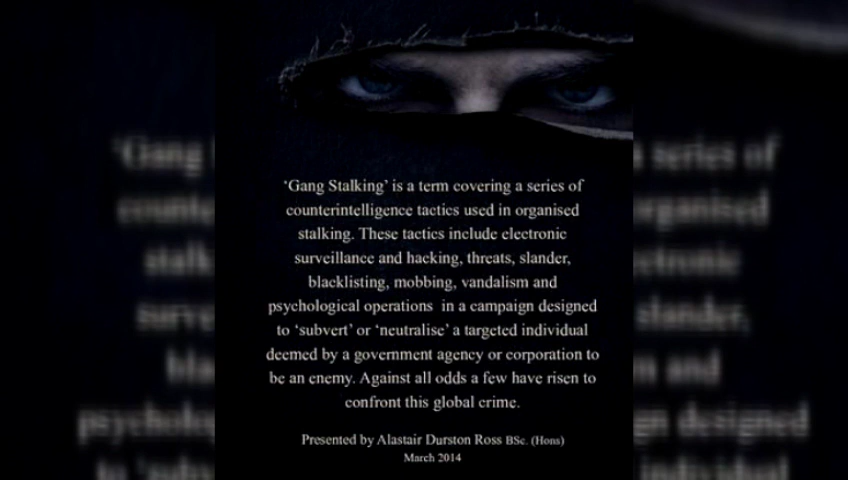 ‘Gang Stalking’ is a term covering a series of
counterintelligence tactics used in organised
stalking. These tactics include electronic
surveillance and hacking, threats, slander,
blacklisting, mobbing, vandalism and
psychological operations in a campaign designed
to ‘subvert’ or ‘neutralise’ a targeted individual
deemed by a government agency or corporation to
be an enemy. Against all odds a few have risen to
confront this global crime.
Presented by Alastair Durston Ross BSc. (Hons)
March 2014